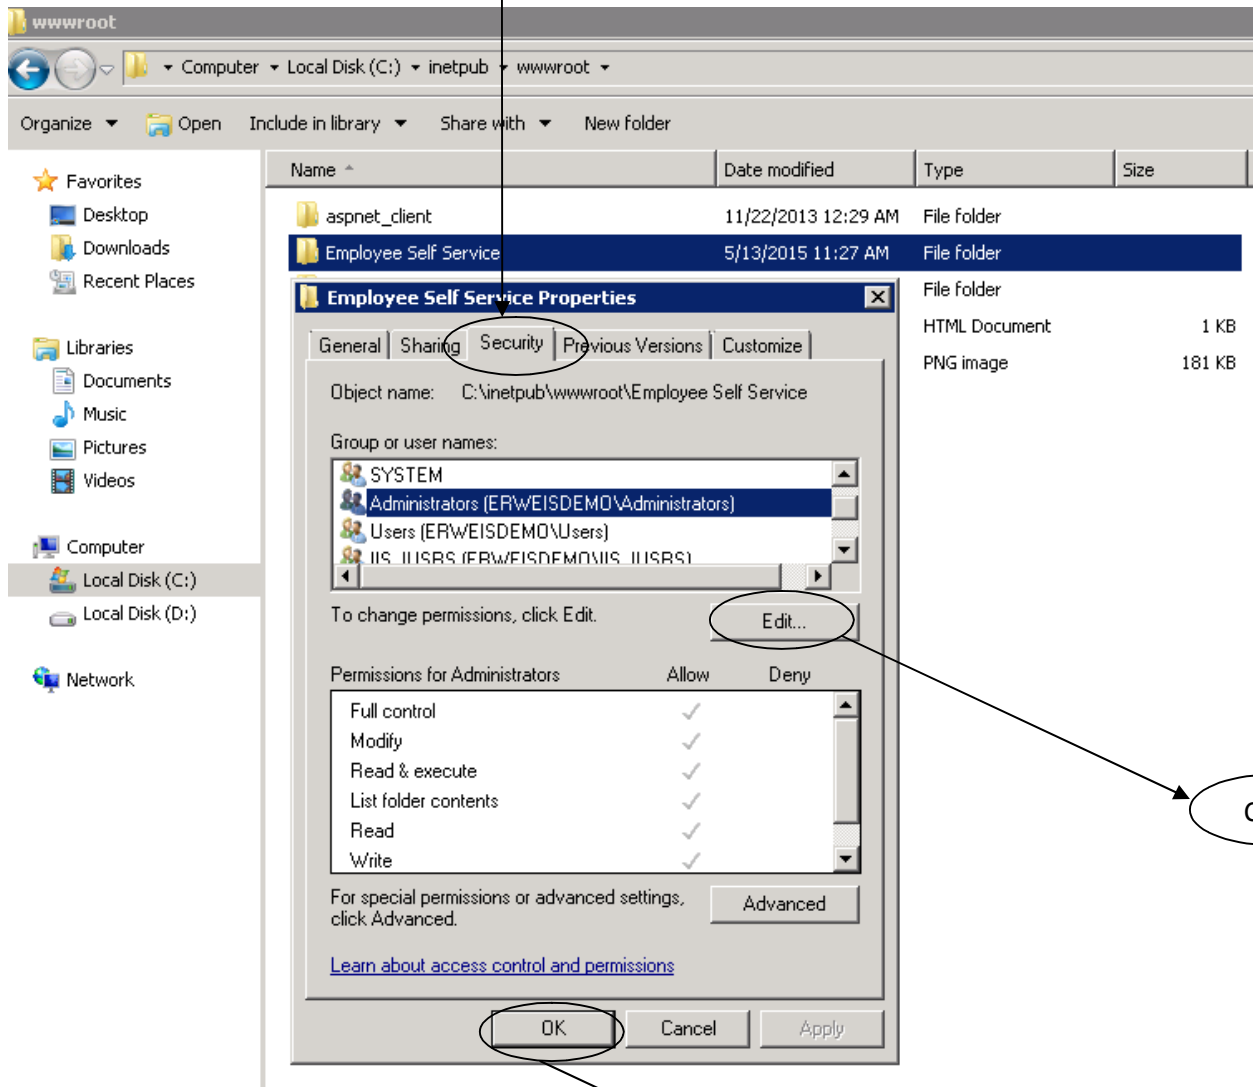 wwwroot
Computer Local Disk (C:) inetpub wwwroot
Organize Open Include in library Share with New folder
Name Date modified Type Size
Favorites
Desktop
Downloads
Recent Places
Libraries
Documents
Music
Pictures
Videos
Computer
Local Disk (C:)
Local Disk (D:)
Network
aspnet_client 11/22/2013 12:29 AM File folder
Employee Self Service 5/13/2015 11:27 AM File folder
File folder
HTML Document 1 KB
PNG image 181 KB
Employee Self Service Properties
General Sharing Security Previous Versions Customize
Object name: C:\inetpub\wwwroot\Employee Self Service
Group or user names:
SYSTEM
Administrators (ERWEISDEMO\Administrators)
Users (ERWEISDEMO\Users)
IIS_IUSRS (ERWEISDEMO\IIS_IUSRS)
To change permissions, click Edit.
Edit...
Permissions for Administrators Allow Deny
Full control
Modify
Read & execute
List folder contents
Read
Write
For special permissions or advanced settings,
click Advanced.
Advanced
Learn about access control and permissions
OK Cancel Apply